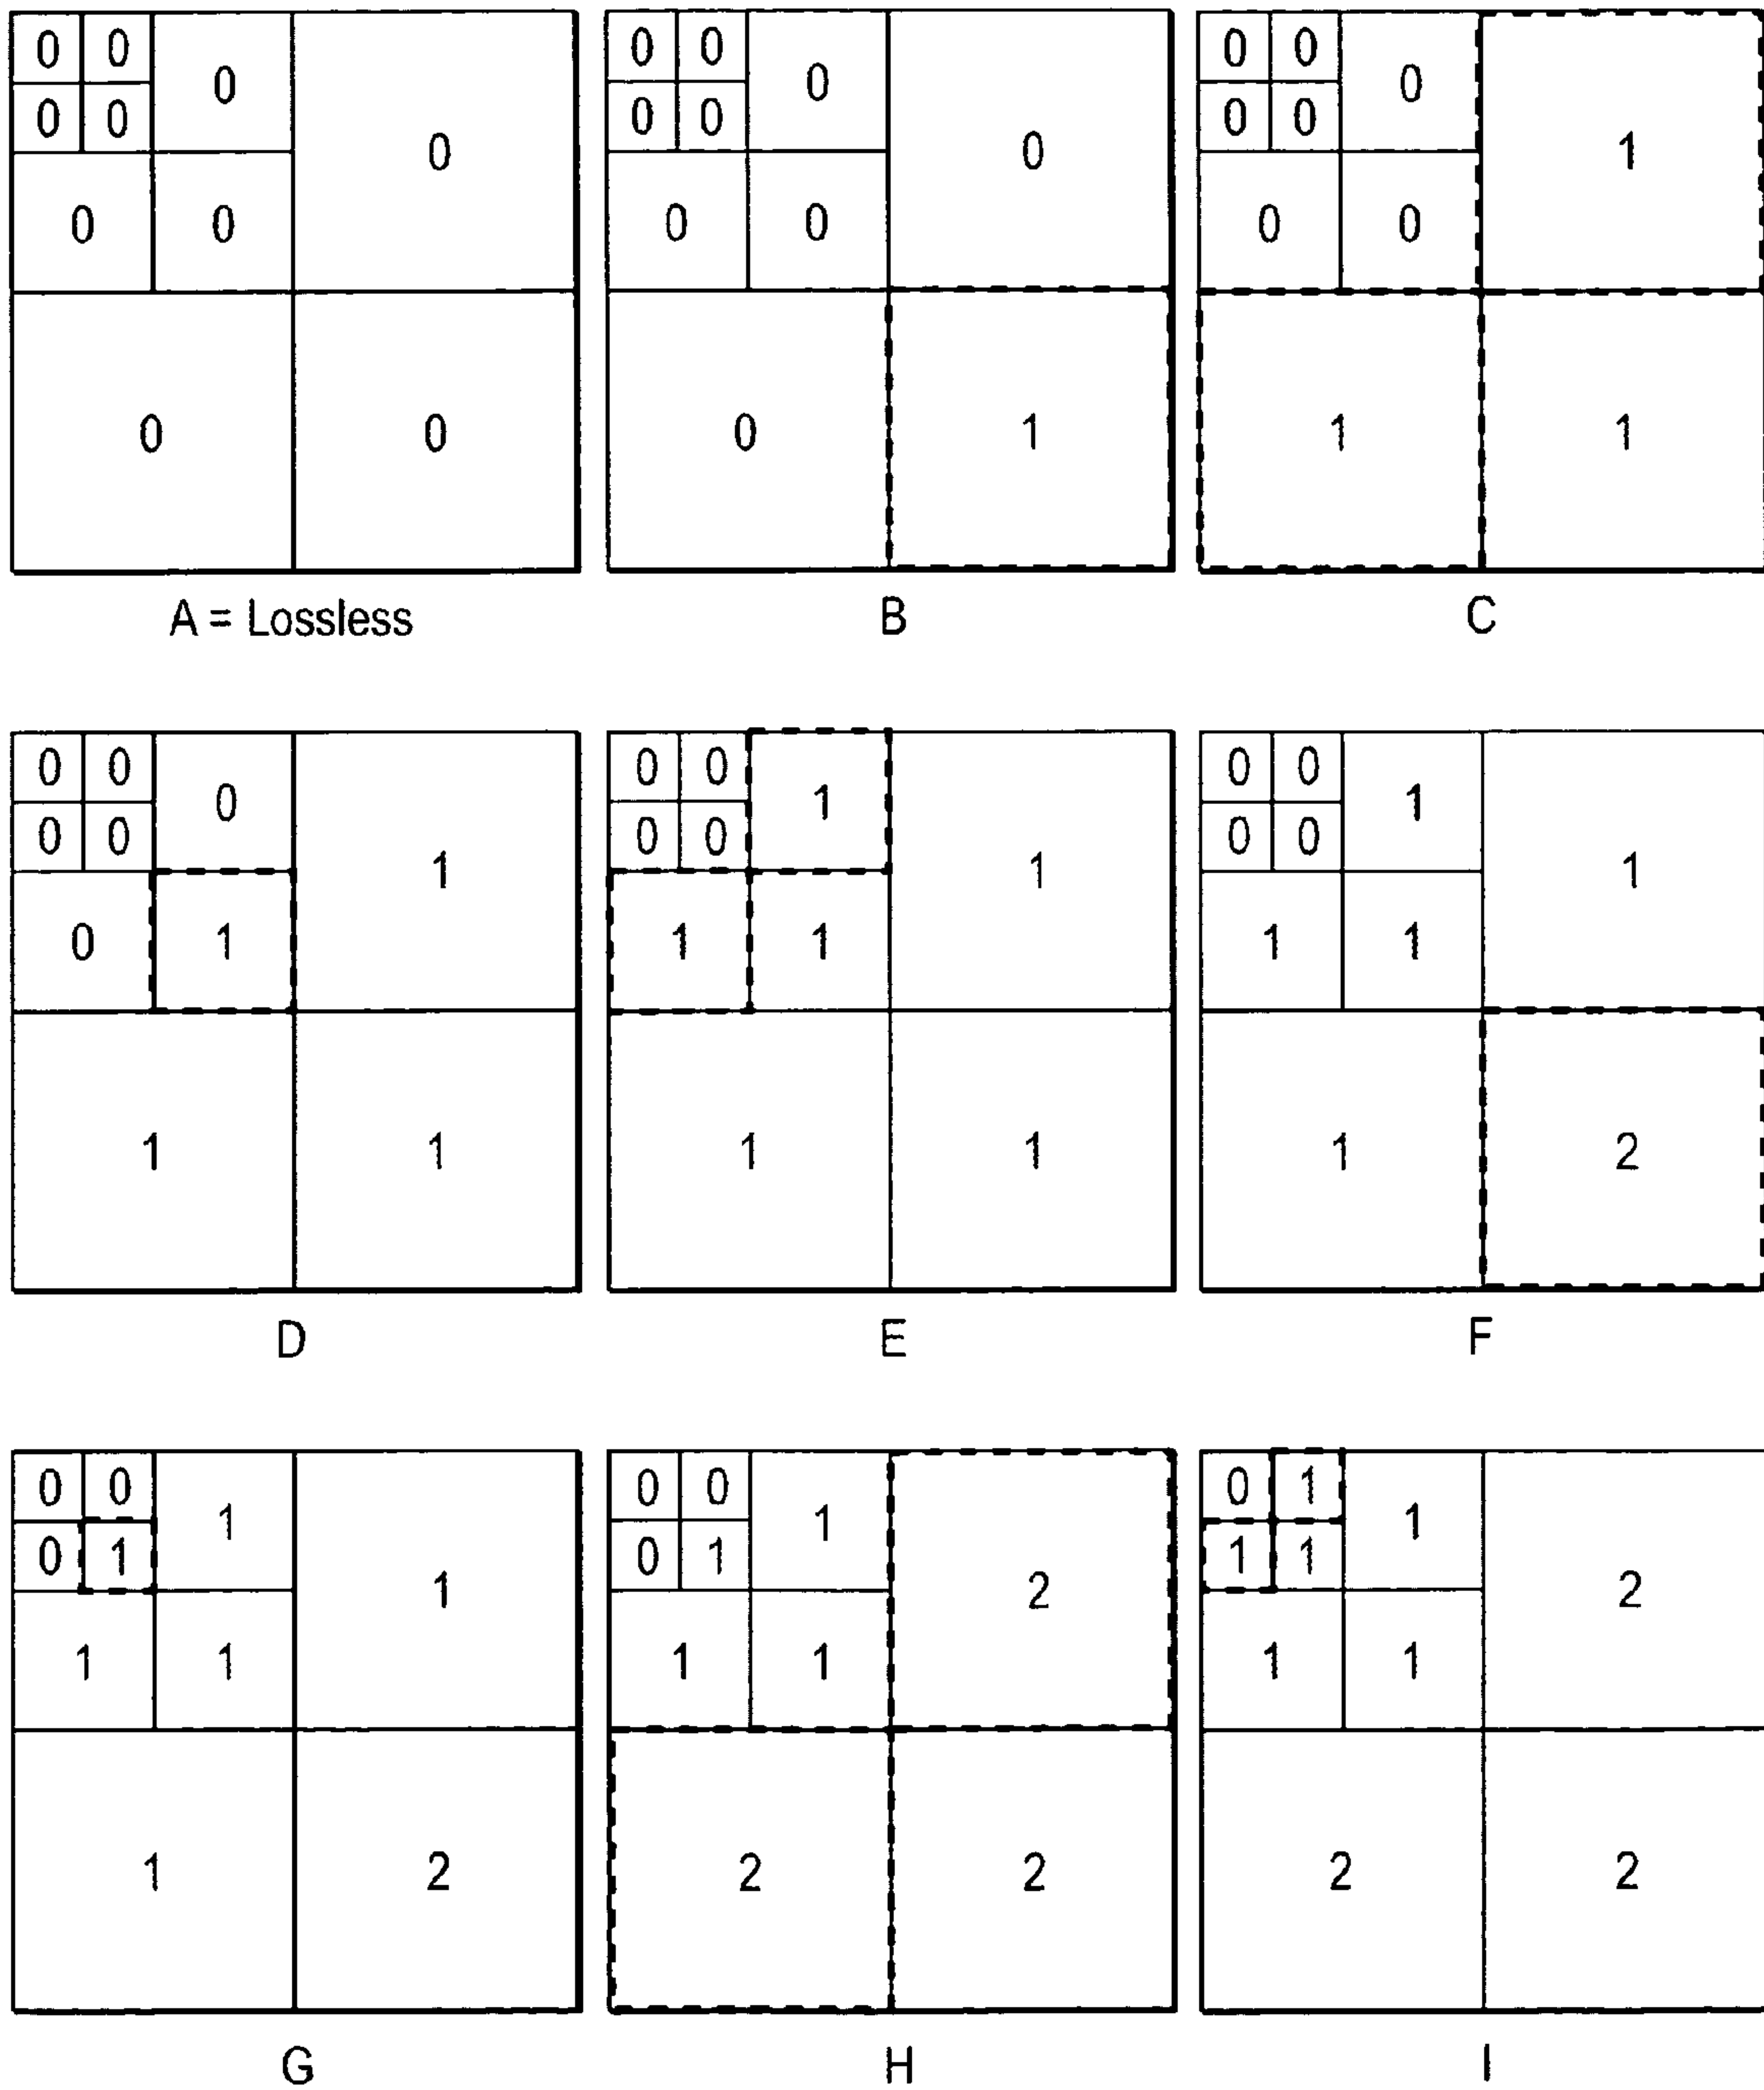 0 0 0 0 0 0 0 0
0 0 0 0 0 1
0 0 0 0 0 0
0 0 0 0 0 0
0 0 1 1 1
A = Lossless B C
0 0 0 0 0 0
0 1 1
0 0 1 0 0 1 0 0 1
0 1 1 1 1 1
1 1 1 1 1 2
D E F
0 0 0 0 0 1
1 1 1
0 1 0 1 1 1
1 2 2
1 1 1 1 1 1
1 2 2 2 2 2
G H I